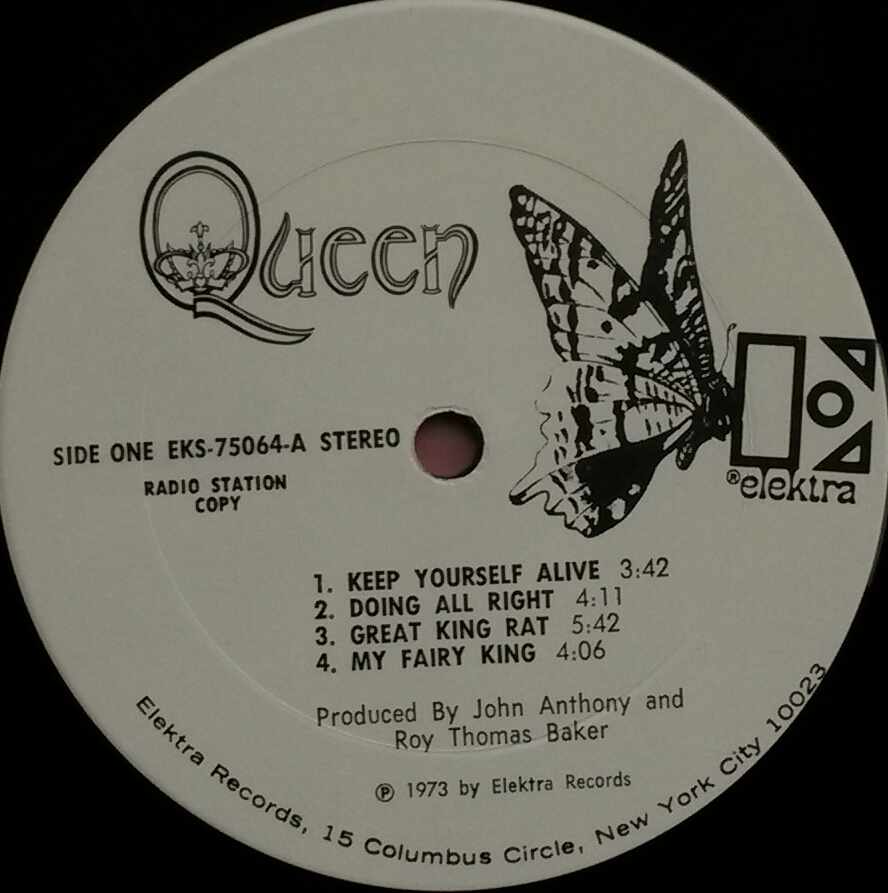 Queen
SIDE ONE EKS-75064-A STEREO
RADIO STATION
COPY
®elektra
1. KEEP YOURSELF ALIVE 3:42
2. DOING ALL RIGHT 4:11
3. GREAT KING RAT 5:42
4. MY FAIRY KING 4:06
Produced By John Anthony and
Roy Thomas Baker
℗ 1973 by Elektra Records
Elektra Records, 15 Columbus Circle, New York City 10023